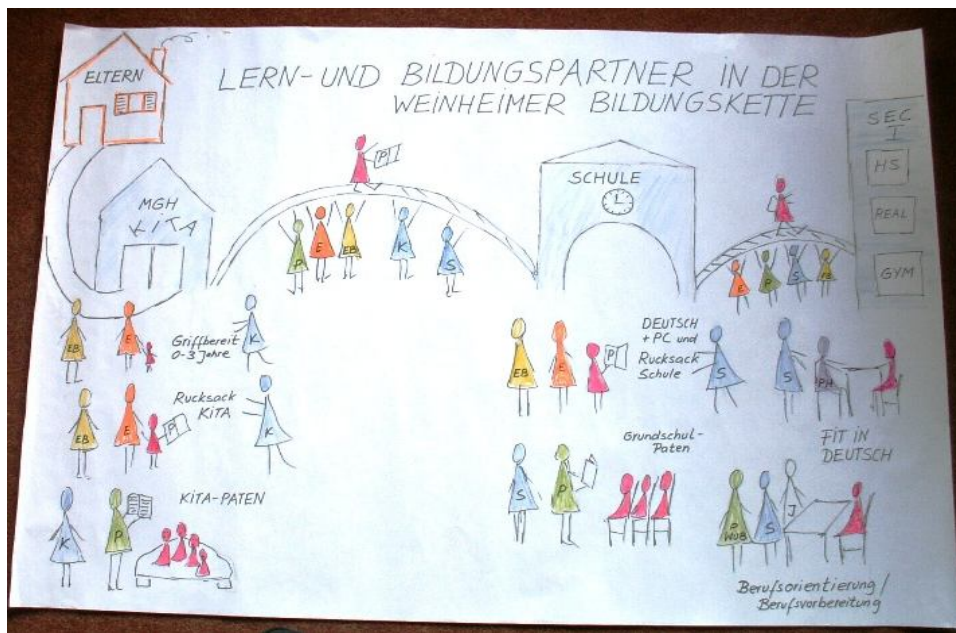 ELTERN
LERN- UND BILDUNGSPARTNER IN DER
WEINHEIMER BILDUNGSKETTE
MGH
KiTA
P
SCHULE
SEC
I
HS
REAL
GYM
P
E
EB
K
S
E
P
S
EB
EB
E
Griffbereit
0-3 Jahre
K
EB
E
P
Rucksack
KiTA
K
K
P
KiTA-PATEN
EB
E
P
DEUTSCH
+ PC und
Rucksack
Schule
S
S
PH
FIT IN
DEUTSCH
S
P
Grundschul-
Paten
P
WUB
S
J
Berufsorientierung /
Berufsvorbereitung